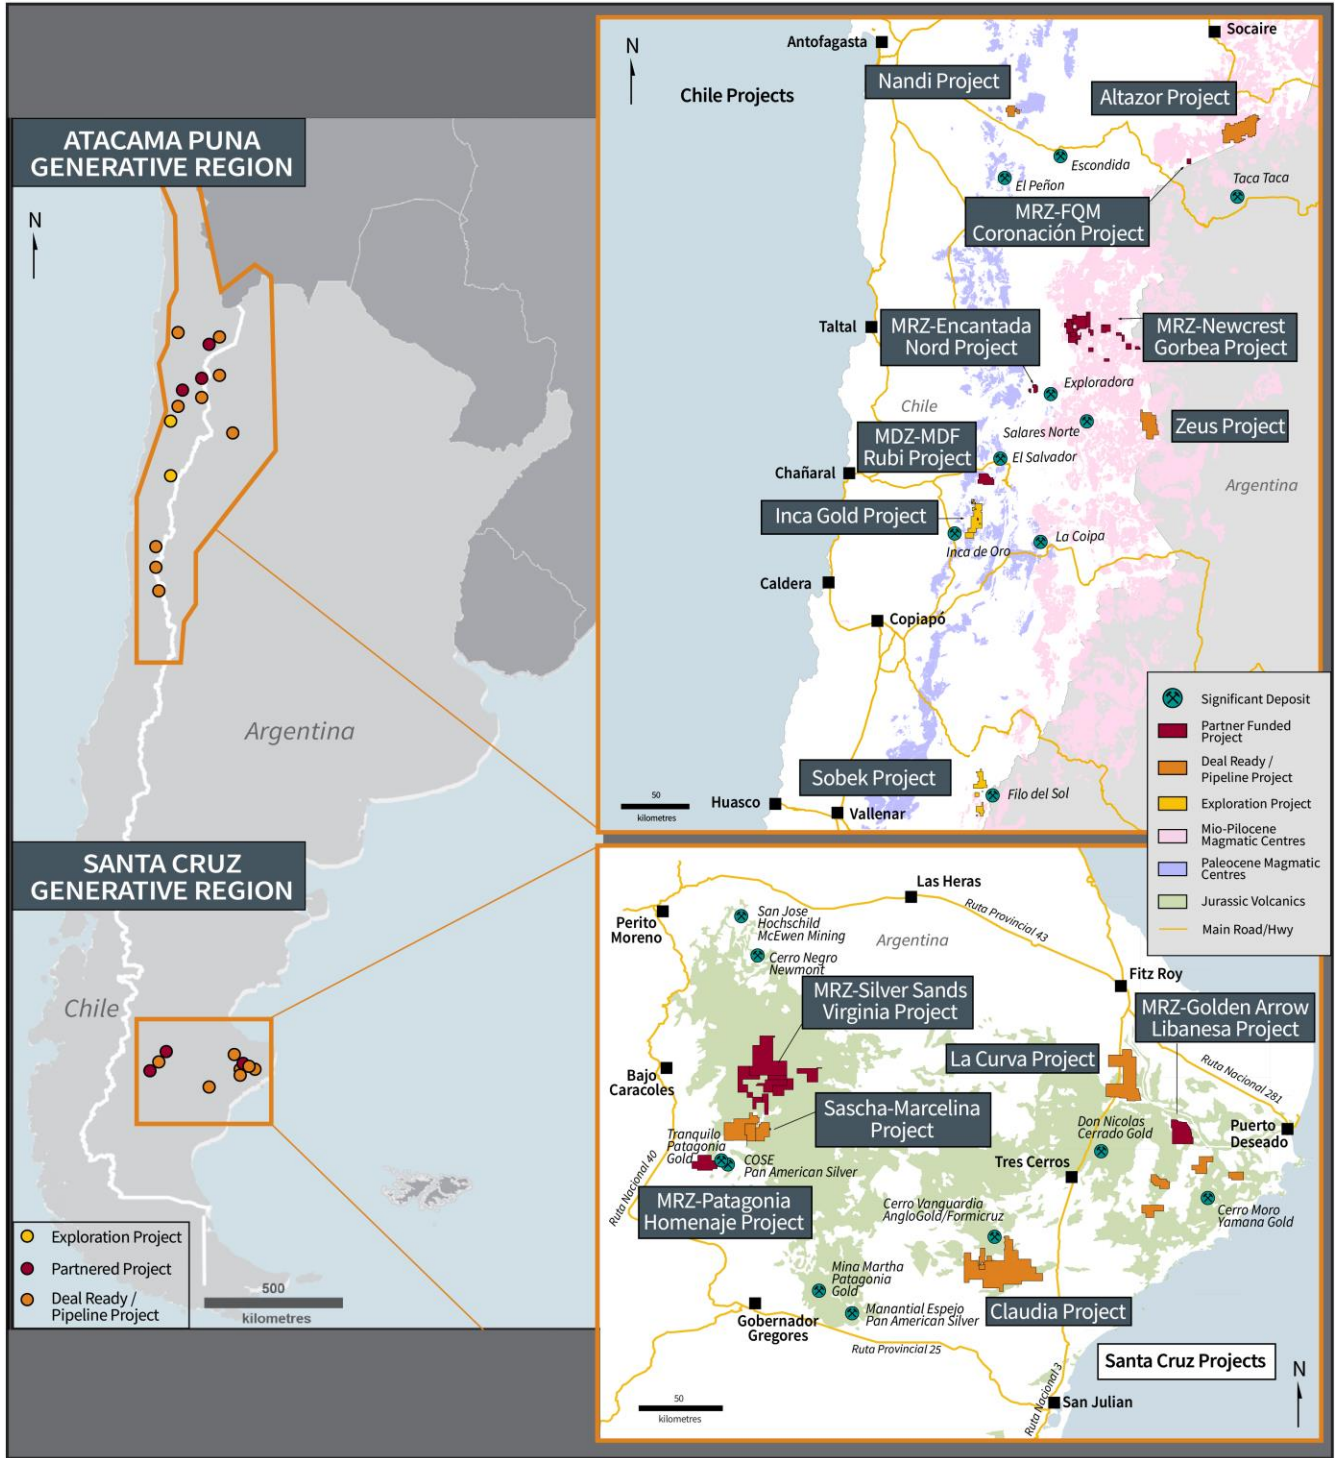 ATACAMA PUNA
GENERATIVE REGION
N
Argentina
SANTA CRUZ
GENERATIVE REGION
Chile
Exploration Project
Partnered Project
Deal Ready /
Pipeline Project
500
kilometres
N
Chile Projects
Antofagasta
Socaire
Nandi Project
Altazor Project
Escondida
El Peñon
Taca Taca
MRZ-FQM
Coronación Project
Taltal
MRZ-Encantada
Nord Project
MRZ-Newcrest
Gorbea Project
Exploradora
Chile
Salares Norte
Zeus Project
MDZ-MDF
Rubi Project
El Salvador
Chañaral
Argentina
Inca Gold Project
Inca de Oro
La Coipa
Caldera
Copiapó
Sobek Project
Filo del Sol
50
kilometres
Huasco
Vallenar
Significant Deposit
Partner Funded
Project
Deal Ready /
Pipeline Project
Exploration Project
Mio-Pilocene
Magmatic Centres
Paleocene Magmatic
Centres
Jurassic Volcanics
Main Road/Hwy
Las Heras
Perito
Moreno
San Jose
Hochschild
McEwen Mining
Ruta Provincial 43
Argentina
Cerro Negro
Newmont
Fitz Roy
MRZ-Silver Sands
Virginia Project
MRZ-Golden Arrow
Libanesa Project
La Curva Project
Ruta Nacional 281
Bajo
Caracoles
Sascha-Marcelina
Project
Don Nicolas
Cerrado Gold
Puerto
Deseado
Tranquilo
Patagonia
Gold
COSE
Pan American Silver
Tres Cerros
Ruta Nacional 40
MRZ-Patagonia
Homenaje Project
Cerro Vanguardia
AngloGold/Formicruz
Cerro Moro
Yamana Gold
Mina Martha
Patagonia
Gold
Manantial Espejo
Pan American Silver
Claudia Project
Gobernador
Gregores
Ruta Provincial 25
Santa Cruz Projects
N
50
kilometres
Ruta Nacional 3
San Julian